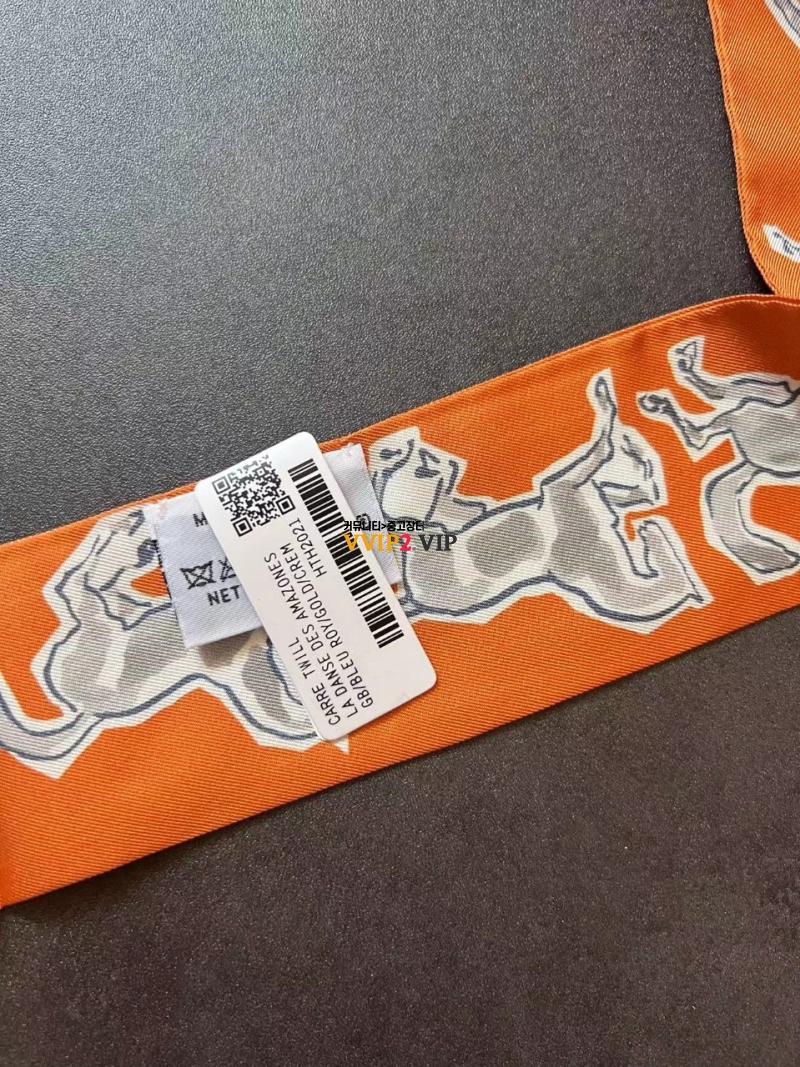 CARRE TWILL
LA DANSE DES AMAZONES
GB/BLEU ROY/GOLD/CREM
HTH2021
NET
커뮤니티>중고장터
VVIP2 VIP